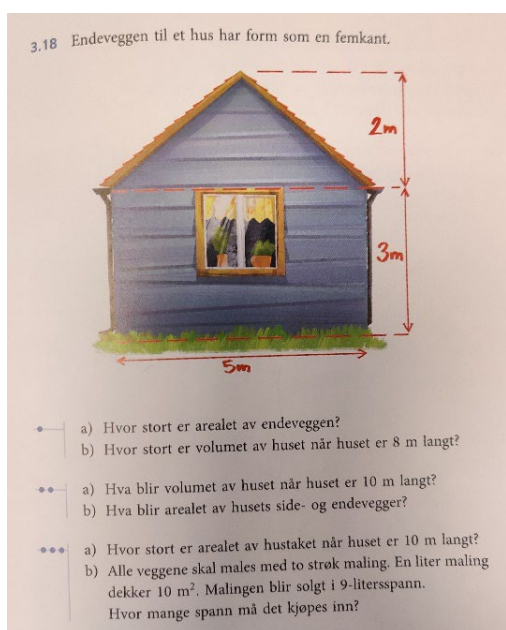 3.18 Endeveggen til et hus har form som en femkant.
2m
3m
5m
a) Hvor stort er arealet av endeveggen?
b) Hvor stort er volumet av huset når huset er 8 m langt?
a) Hva blir volumet av huset når huset er 10 m langt?
b) Hva blir arealet av husets side- og endevegger?
a) Hvor stort er arealet av hustaket når huset er 10 m langt?
b) Alle veggene skal males med to strøk maling. En liter maling
dekker 10 m². Malingen blir solgt i 9-litersspann.
Hvor mange spann må det kjøpes inn?